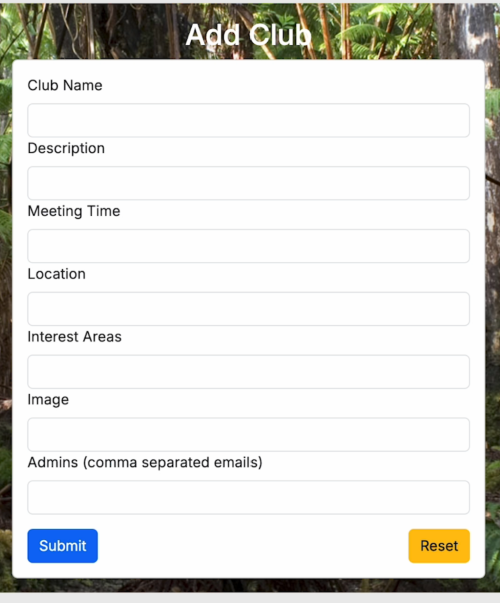 Add Club
Club Name
Description
Meeting Time
Location
Interest Areas
Image
Admins (comma separated emails)
Submit
Reset